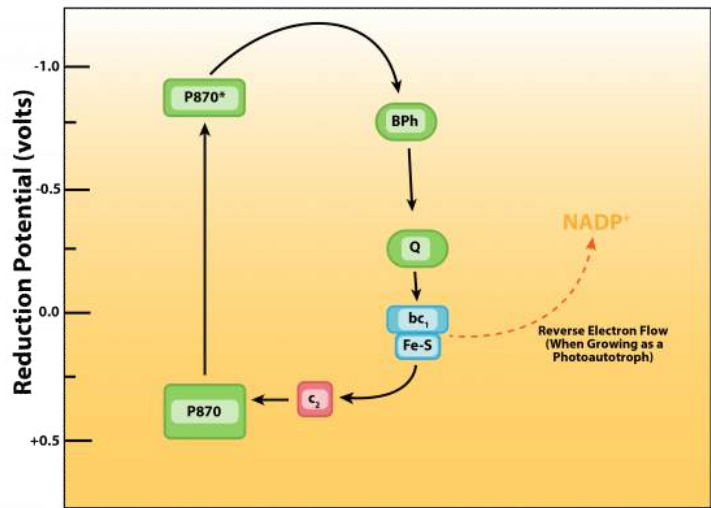 Reduction Potential (volts)
-1.0
-0.5
0.0
+0.5
P870*
BPh
Q
bc₁
Fe-S
c₂
P870
NADP⁺
Reverse Electron Flow
(When Growing as a
Photoautotroph)